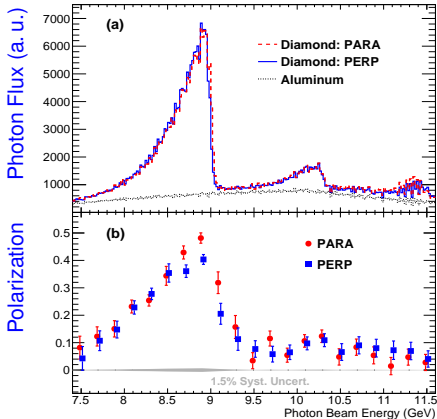 (a)
Photon Flux (a. u.)
7000
6000
5000
4000
3000
2000
1000
Diamond: PARA
Diamond: PERP
Aluminum
(b)
Polarization
0.5
0.4
0.3
0.2
0.1
0
PARA
PERP
1.5% Syst. Uncert.
7.5 8 8.5 9 9.5 10 10.5 11 11.5
Photon Beam Energy (GeV)